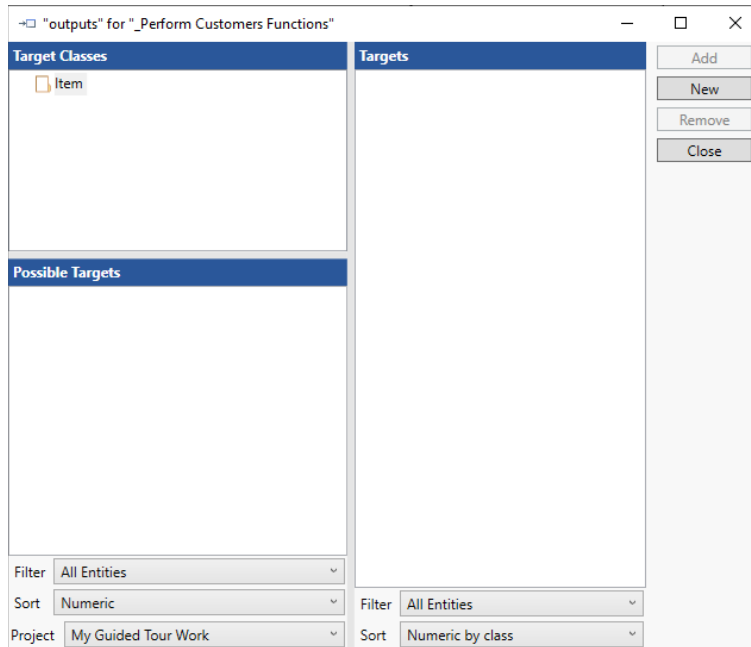 "outputs" for "_Perform Customers Functions"
Target Classes
Item
Possible Targets
Filter All Entities
Sort Numeric
Project My Guided Tour Work
Targets
Filter All Entities
Sort Numeric by class
Add
New
Remove
Close